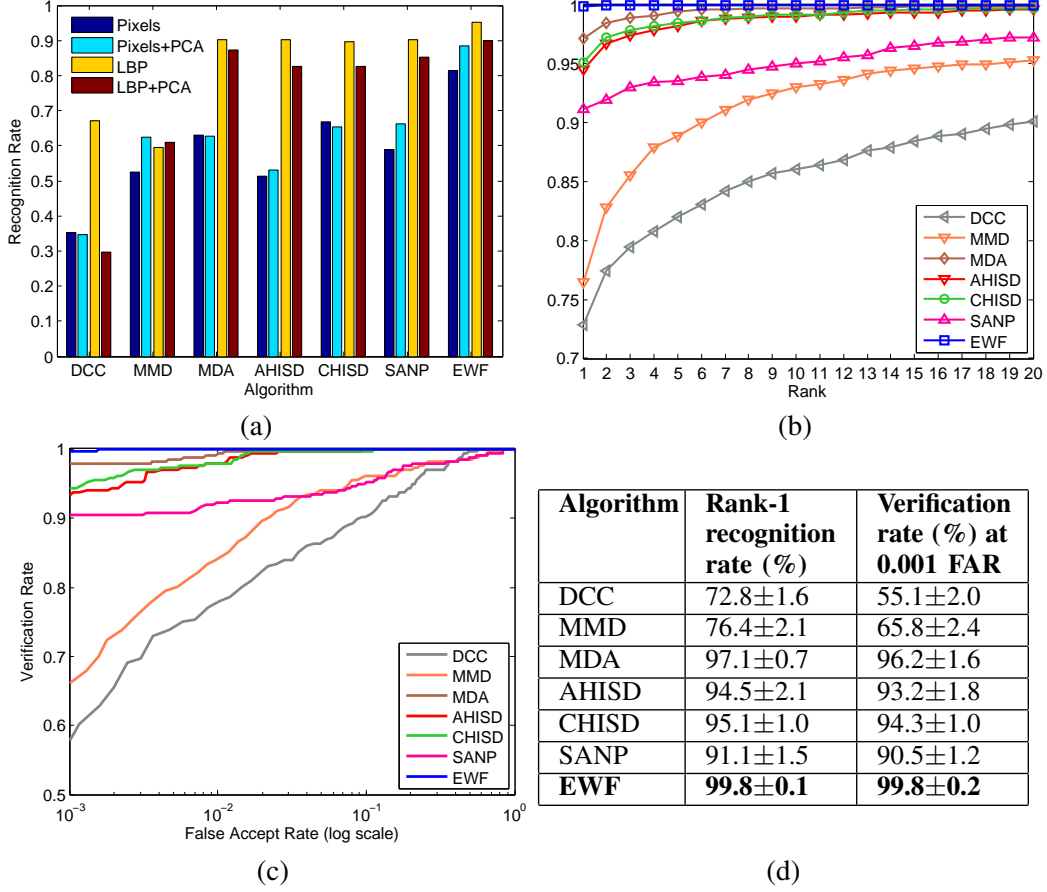 1
0.9
0.8
0.7
0.6
0.5
0.4
0.3
0.2
0.1
0
Recognition Rate
Pixels
Pixels+PCA
LBP
LBP+PCA
DCC MMD MDA AHISD CHISD SANP EWF
Algorithm
(a)
1
0.95
0.9
0.85
0.8
0.75
0.7
DCC
MMD
MDA
AHISD
CHISD
SANP
EWF
1 2 3 4 5 6 7 8 9 10 11 12 13 14 15 16 17 18 19 20
Rank
(b)
1
0.9
0.8
0.7
0.6
0.5
Verification Rate
DCC
MMD
MDA
AHISD
CHISD
SANP
EWF
10⁻³ 10⁻² 10⁻¹ 10⁰
False Accept Rate (log scale)
(c)
Algorithm Rank-1 Verification
recognition rate (%) at
rate (%) 0.001 FAR
DCC 72.8±1.6 55.1±2.0
MMD 76.4±2.1 65.8±2.4
MDA 97.1±0.7 96.2±1.6
AHISD 94.5±2.1 93.2±1.8
CHISD 95.1±1.0 94.3±1.0
SANP 91.1±1.5 90.5±1.2
EWF 99.8±0.1 99.8±0.2
(d)